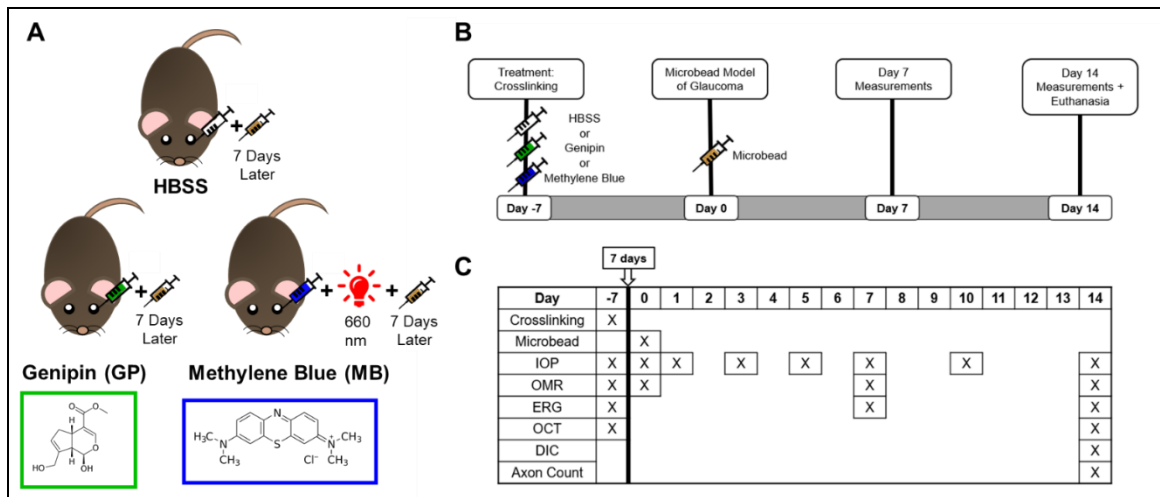 A
HBSS
+
7 Days
Later
+
7 Days
Later
+
660
nm
+
7 Days
Later
Genipin (GP)
Methylene Blue (MB)
O
O
H
O
H
HO
OH
N
H₃C
N
CH₃
S
N⁺
CH₃
CH₃
Cl⁻
B
Treatment:
Crosslinking
Microbead Model
of Glaucoma
Day 7
Measurements
Day 14
Measurements +
Euthanasia
HBSS
or
Genipin
or
Methylene Blue
Microbead
Day -7
Day 0
Day 7
Day 14
C
7 days
Day -7 0 1 2 3 4 5 6 7 8 9 10 11 12 13 14
Crosslinking X
Microbead X
IOP X X X X X X X X
OMR X X X X
ERG X X X
OCT X X
DIC X
Axon Count X